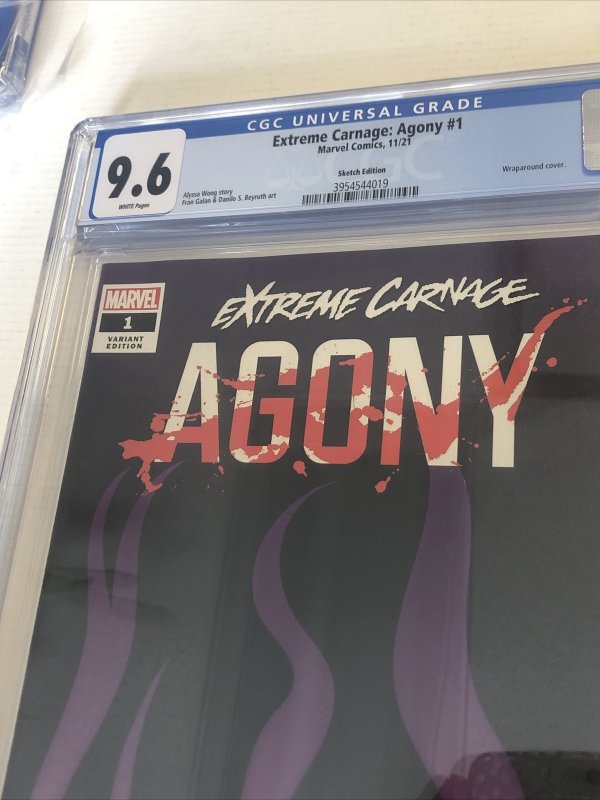 CGC UNIVERSAL GRADE
9.6
WHITE Pages
Extreme Carnage: Agony #1
Marvel Comics, 11/21
Sketch Edition
Wraparound cover.
Alyssa Wong story
Fran Galan & Danilo S. Beyruth art
3954544019
CGC
MARVEL
1
VARIANT
EDITION
EXTREME CARNAGE
AGONY